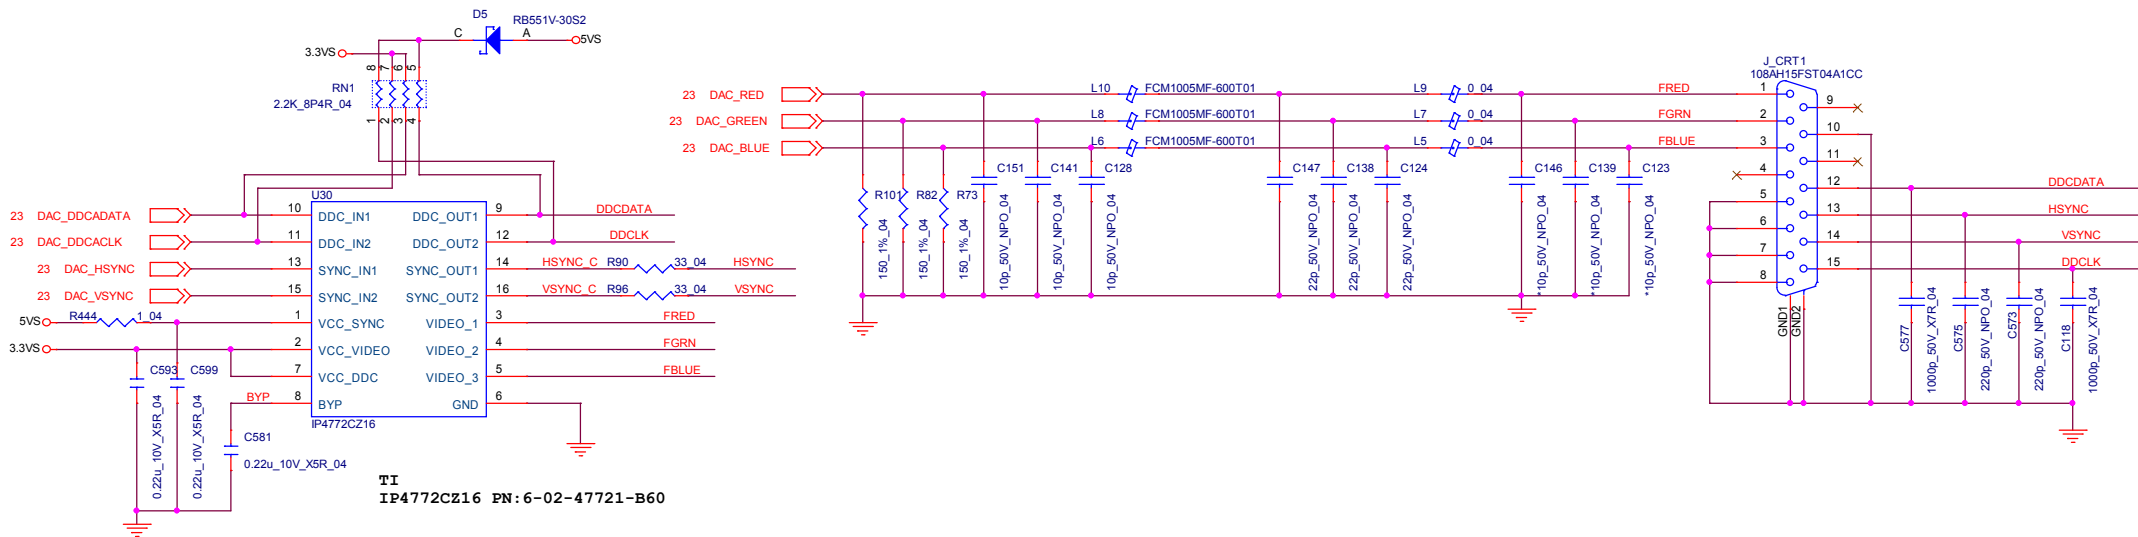 D5
RB551V-30S2
C
A
5VS
3.3VS
8
7
6
5
RN1
2.2K_8P4R_04
1
2
3
4
U30
23 DAC_DDCADATA
10 DDC_IN1
DDC_OUT1 9
DDCDATA
23 DAC_DDCACLK
11 DDC_IN2
DDC_OUT2 12
DDCLK
23 DAC_HSYNC
13 SYNC_IN1
SYNC_OUT1 14
HSYNC_C R90 33_04 HSYNC
23 DAC_VSYNC
15 SYNC_IN2
SYNC_OUT2 16
VSYNC_C R96 33_04 VSYNC
5VS R444 1_04
1 VCC_SYNC
VIDEO_1 3
FRED
3.3VS
2 VCC_VIDEO
VIDEO_2 4
FGRN
7 VCC_DDC
VIDEO_3 5
FBLUE
BYP 8 BYP
GND 6
IP4772CZ16
C593
0.22u_10V_X5R_04
C599
0.22u_10V_X5R_04
C581
0.22u_10V_X5R_04
TI
IP4772CZ16 PN:6-02-47721-B60
23 DAC_RED
L10 FCM1005MF-600T01
L9 0_04
FRED
23 DAC_GREEN
L8 FCM1005MF-600T01
L7 0_04
FGRN
23 DAC_BLUE
L6 FCM1005MF-600T01
L5 0_04
FBLUE
R101
150_1%_04
R82
150_1%_04
R73
150_1%_04
C151
10p_50V_NPO_04
C141
10p_50V_NPO_04
C128
10p_50V_NPO_04
C147
22p_50V_NPO_04
C138
22p_50V_NPO_04
C124
22p_50V_NPO_04
C146
*10p_50V_NPO_04
C139
*10p_50V_NPO_04
C123
*10p_50V_NPO_04
J_CRT1
108AH15FST04A1CC
1
2
3
4
5
6
7
8
9
10
11
12
13
14
15
GND1
GND2
DDCDATA
HSYNC
VSYNC
DDCLK
C577
1000p_50V_X7R_04
C575
220p_50V_NPO_04
C573
220p_50V_NPO_04
C118
1000p_50V_X7R_04